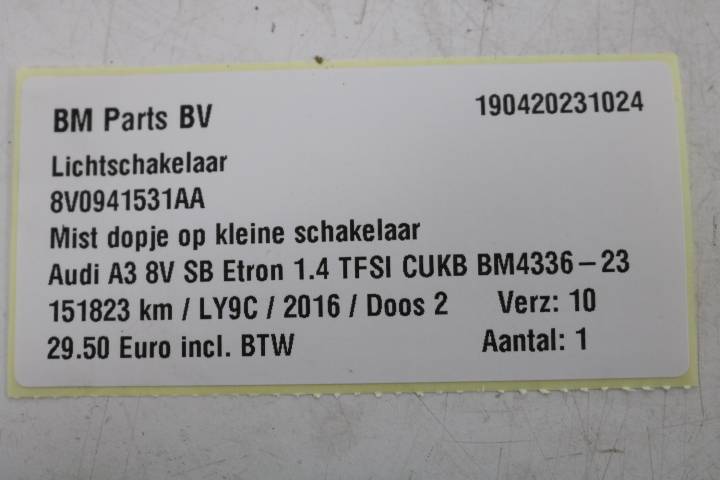 BM Parts BV 190420231024
Lichtschakelaar
8V0941531AA
Mist dopje op kleine schakelaar
Audi A3 8V SB Etron 1.4 TFSI CUKB BM4336-23
151823 km / LY9C / 2016 / Doos 2 Verz: 10
29.50 Euro incl. BTW Aantal: 1